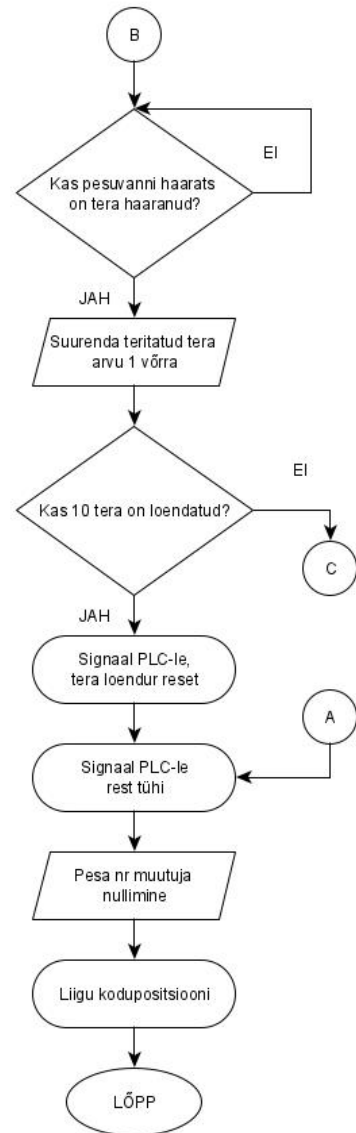 B
EI
Kas pesuvanni haarats
on tera haaranud?
JAH
Suurenda teritatud tera
arvu 1 võrra
EI
Kas 10 tera on loendatud?
C
JAH
Signaal PLC-le,
tera loendur reset
A
Signaal PLC-le
rest tühi
Pesa nr muutuja
nullimine
Liigu kodupositsiooni
LÕPP